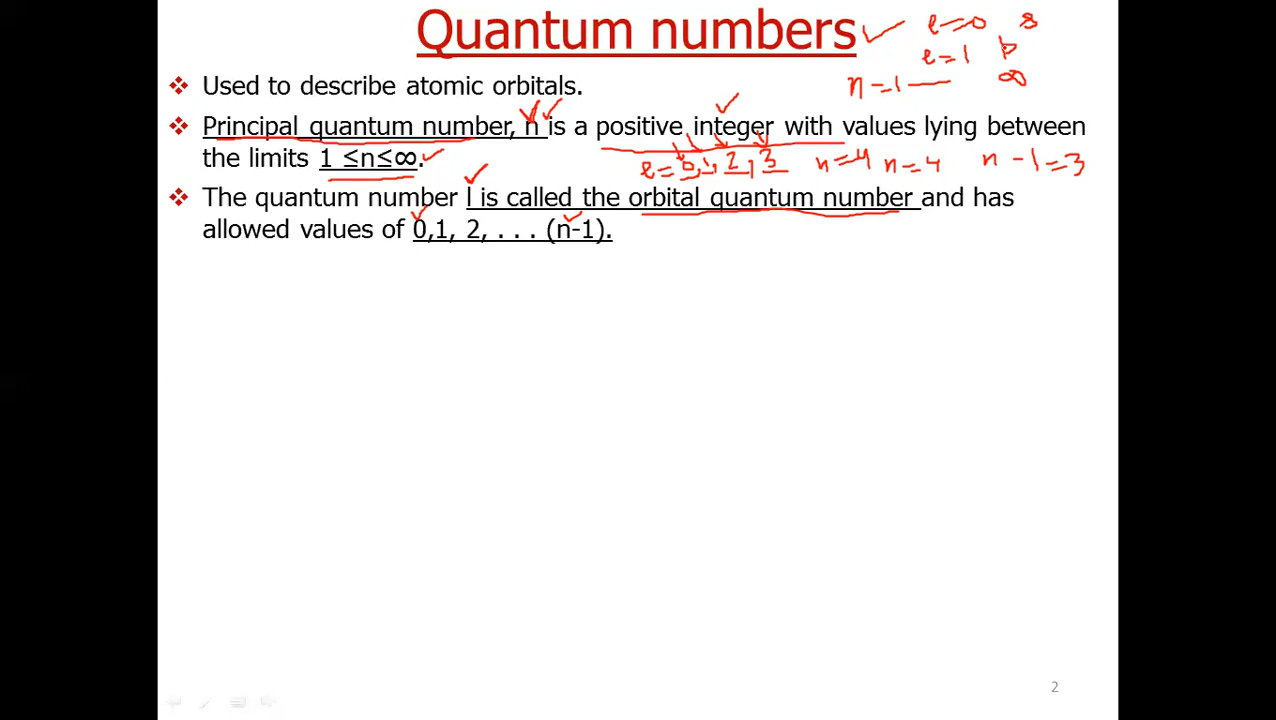 Quantum numbers
l=0 s
l=1 p
n=1 — ∞
❖ Used to describe atomic orbitals.
❖ Principal quantum number, n is a positive integer with values lying between
the limits 1 ≤n≤∞.
l=0,1,2,3 n=4 n=4 n-1=3
❖ The quantum number l is called the orbital quantum number and has
allowed values of 0,1, 2, . . . (n-1).
2